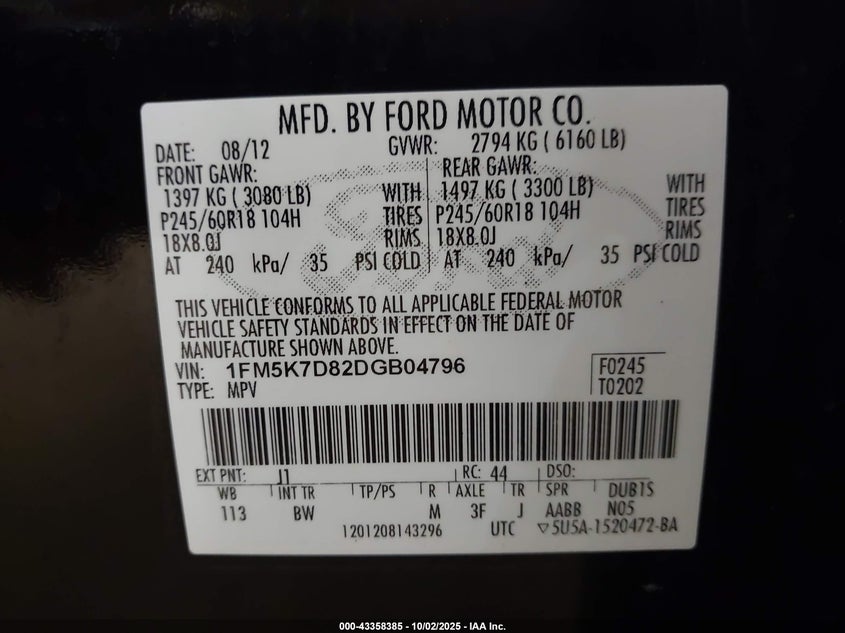 MFD. BY FORD MOTOR CO.
DATE: 08/12 GVWR: 2794 KG ( 6160 LB)
FRONT GAWR: REAR GAWR:
1397 KG ( 3080 LB) WITH 1497 KG ( 3300 LB) WITH
P245/60R18 104H TIRES P245/60R18 104H TIRES
18X8.0J RIMS 18X8.0J RIMS
AT 240 kPa/ 35 PSI COLD AT 240 kPa/ 35 PSI COLD
THIS VEHICLE CONFORMS TO ALL APPLICABLE FEDERAL MOTOR
VEHICLE SAFETY STANDARDS IN EFFECT ON THE DATE OF
MANUFACTURE SHOWN ABOVE.
VIN: 1FM5K7D82DGB04796 F0245
TYPE: MPV T0202
EXT PNT: J1 RC: 44 DSO:
WB INT TR TP/PS R AXLE TR SPR DUB1S
113 BW M 3F J AABB N05
1201208143296 UTC ▽5U5A-1520472-BA
000-43358385 - 10/02/2025 - IAA Inc.